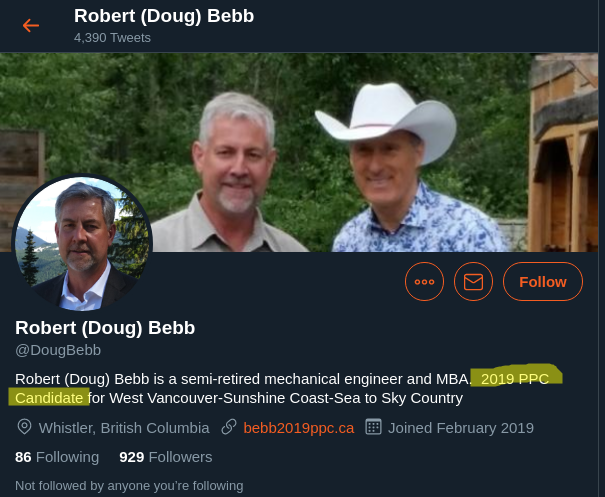 Robert (Doug) Bebb
4,390 Tweets
Follow
Robert (Doug) Bebb
@DougBebb
Robert (Doug) Bebb is a semi-retired mechanical engineer and MBA. 2019 PPC
Candidate for West Vancouver-Sunshine Coast-Sea to Sky Country
Whistler, British Columbia bebb2019ppc.ca Joined February 2019
86 Following 929 Followers
Not followed by anyone you're following